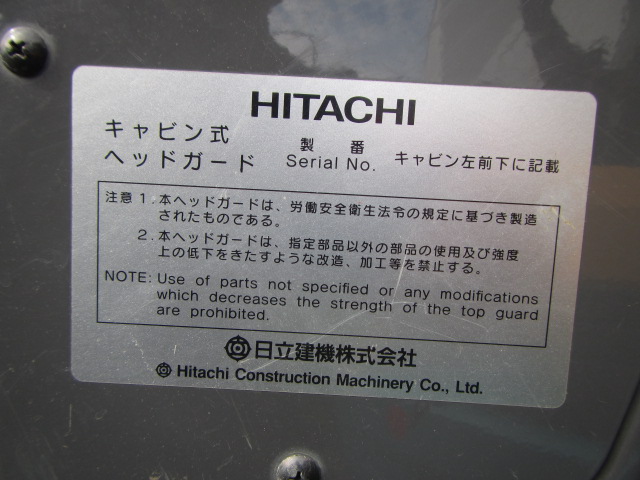 HITACHI
キャビン式
ヘッドガード
製番
Serial No.
キャビン左前下に記載
注意 1. 本ヘッドガードは、労働安全衛生法令の規定に基づき製造
されたものである。
2. 本ヘッドガードは、指定部品以外の部品の使用及び強度
上の低下をきたすような改造、加工等を禁止する。
NOTE: Use of parts not specified or any modifications
which decreases the strength of the top guard
are prohibited.
日立建機株式会社
Hitachi Construction Machinery Co., Ltd.